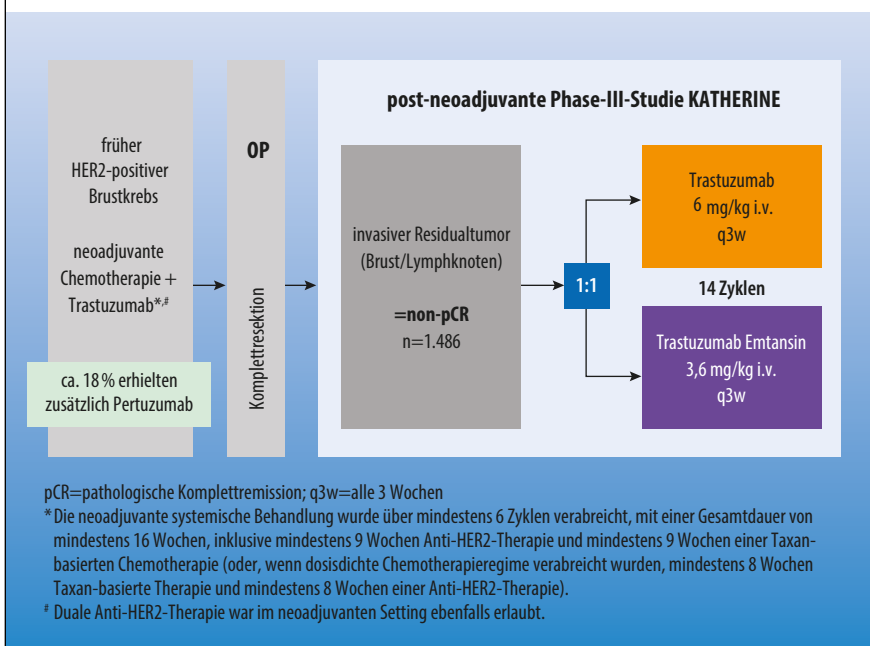 früher
HER2-positiver
Brustkrebs
neoadjuvante
Chemotherapie +
Trastuzumab*,#
ca. 18 % erhielten
zusätzlich Pertuzumab
OP
Komplettresektion
post-neoadjuvante Phase-III-Studie KATHERINE
invasiver Residualtumor
(Brust/Lymphknoten)
=non-pCR
n=1.486
1:1
Trastuzumab
6 mg/kg i.v.
q3w
14 Zyklen
Trastuzumab Emtansin
3,6 mg/kg i.v.
q3w
pCR=pathologische Komplettremission; q3w=alle 3 Wochen
* Die neoadjuvante systemische Behandlung wurde über mindestens 6 Zyklen verabreicht, mit einer Gesamtdauer von
mindestens 16 Wochen, inklusive mindestens 9 Wochen Anti-HER2-Therapie und mindestens 9 Wochen einer Taxan-
basierten Chemotherapie (oder, wenn dosisdichte Chemotherapieregime verabreicht wurden, mindestens 8 Wochen
Taxan-basierte Therapie und mindestens 8 Wochen einer Anti-HER2-Therapie).
# Duale Anti-HER2-Therapie war im neoadjuvanten Setting ebenfalls erlaubt.